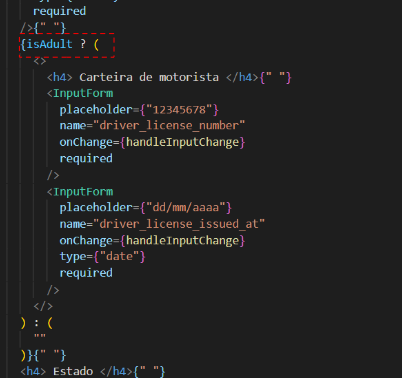 required
/>{" "}
{isAdult ? (
<>
<h4> Carteira de motorista </h4>{" "}
<InputForm
placeholder={"12345678"}
name="driver_license_number"
onChange={handleInputChange}
required
/>
<InputForm
placeholder={"dd/mm/aaaa"}
name="driver_license_issued_at"
onChange={handleInputChange}
type={"date"}
required
/>
</>
) : (
""
)}{" "}
<h4> Estado </h4>{" "}